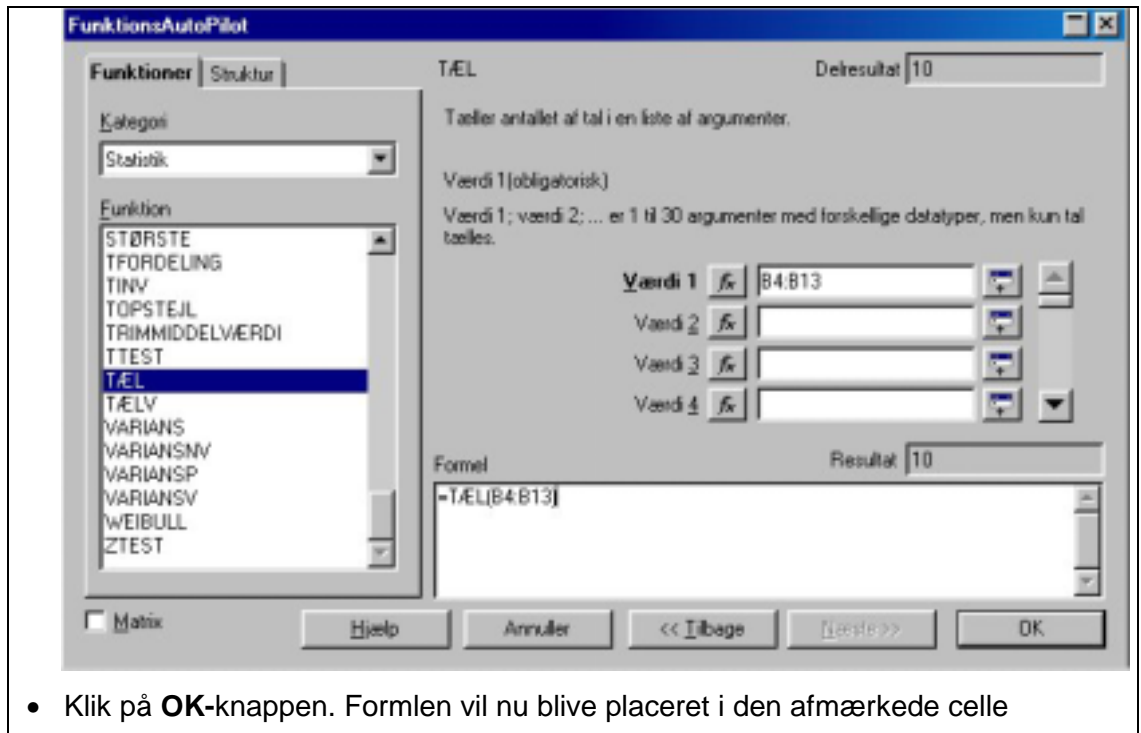 FunktionsAutoPilot
Funktioner Struktur
TÆL
Delresultat 10
Kategori
Statistik
Funktion
STØRSTE
TFORDELING
TINV
TOPSTEJL
TRIMMIDDELVÆRDI
TTEST
TÆL
TÆLV
VARIANS
VARIANSNV
VARIANSP
VARIANSV
WEIBULL
ZTEST
Tæller antallet af tal i en liste af argumenter.
Værdi 1(obligatorisk)
Værdi 1; værdi 2; ... er 1 til 30 argumenter med forskellige datatyper, men kun tal
tælles.
Værdi 1 fx B4:B13
Værdi 2 fx
Værdi 3 fx
Værdi 4 fx
Formel
Resultat 10
=TÆL(B4:B13)
Matrix
Hjælp
Annuller
<< Tilbage
Næste >>
OK
• Klik på OK-knappen. Formlen vil nu blive placeret i den afmærkede celle